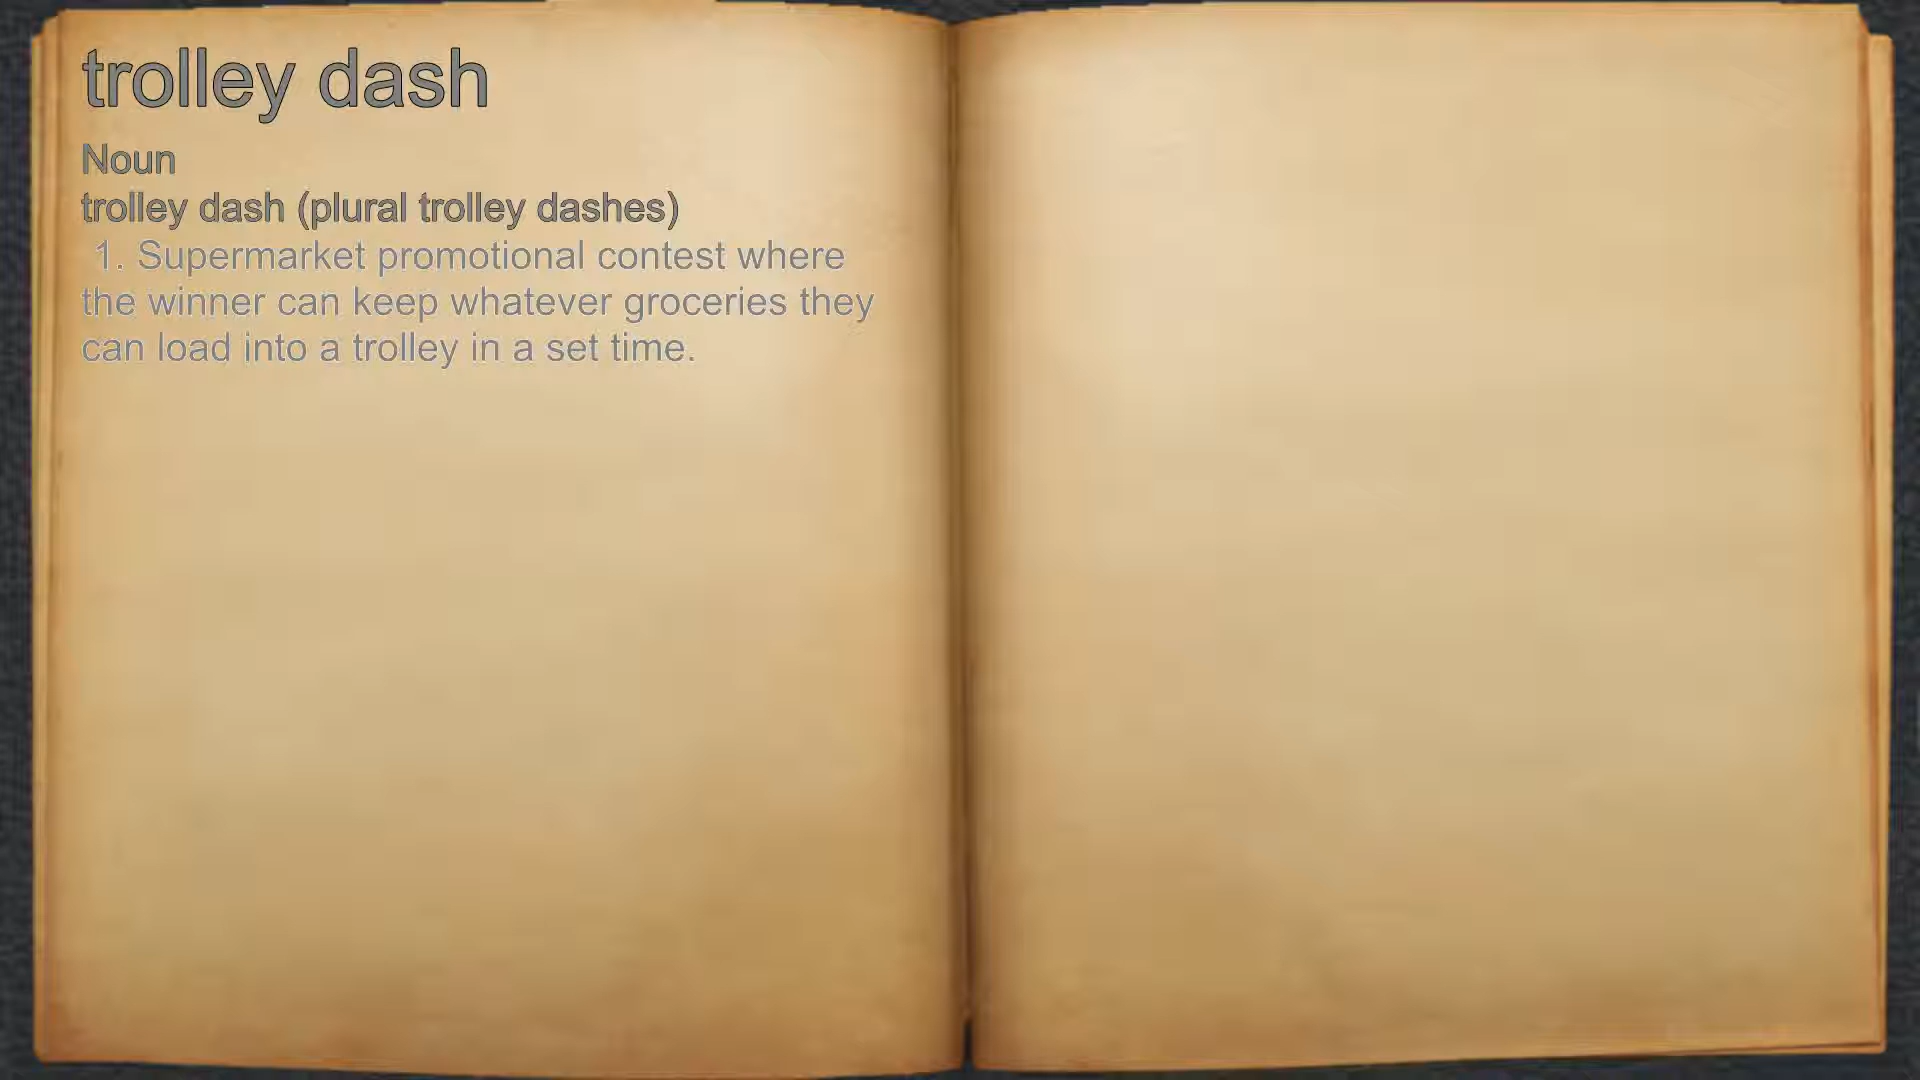 trolley dash
Noun
trolley dash (plural trolley dashes)
1. Supermarket promotional contest where
the winner can keep whatever groceries they
can load into a trolley in a set time.